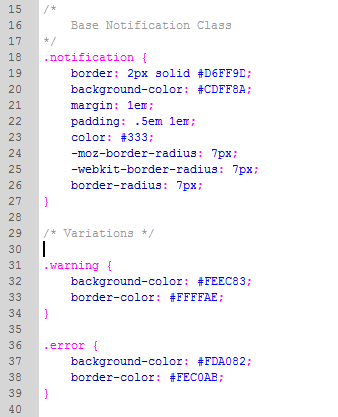 15 /*
16     Base Notification Class
17 */
18 .notification {
19     border: 2px solid #D6FF9D;
20     background-color: #CDFF8A;
21     margin: 1em;
22     padding: .5em 1em;
23     color: #333;
24     -moz-border-radius: 7px;
25     -webkit-border-radius: 7px;
26     border-radius: 7px;
27 }
28
29 /* Variations */
30
31 .warning {
32     background-color: #FEEC83;
33     border-color: #FFFFAE;
34 }
35
36 .error {
37     background-color: #FDA082;
38     border-color: #FEC0AB;
39 }
40